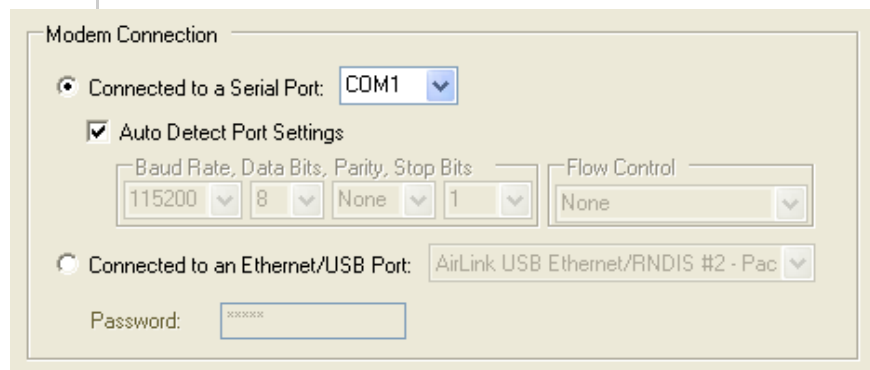 Modem Connection
Connected to a Serial Port: COM1
Auto Detect Port Settings
Baud Rate, Data Bits, Parity, Stop Bits Flow Control
115200 8 None 1 None
Connected to an Ethernet/USB Port: AirLink USB Ethernet/RNDIS #2 - Pac
Password: xxxxx